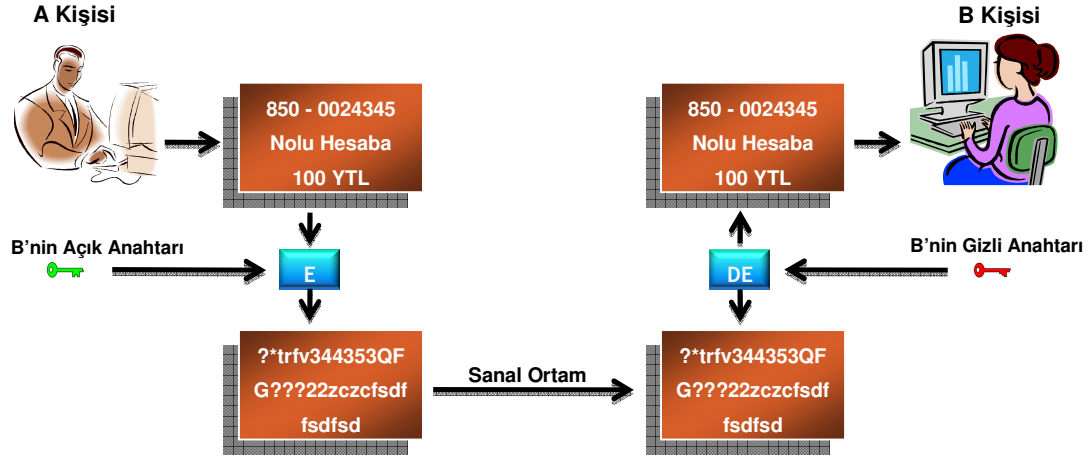 A Kişisi
B Kişisi
850 - 0024345
Nolu Hesaba
100 YTL
850 - 0024345
Nolu Hesaba
100 YTL
B’nin Açık Anahtarı
E
DE
B’nin Gizli Anahtarı
?*trfv344353QF
G???22zczcfsdf
fsdfsd
Sanal Ortam
?*trfv344353QF
G???22zczcfsdf
fsdfsd